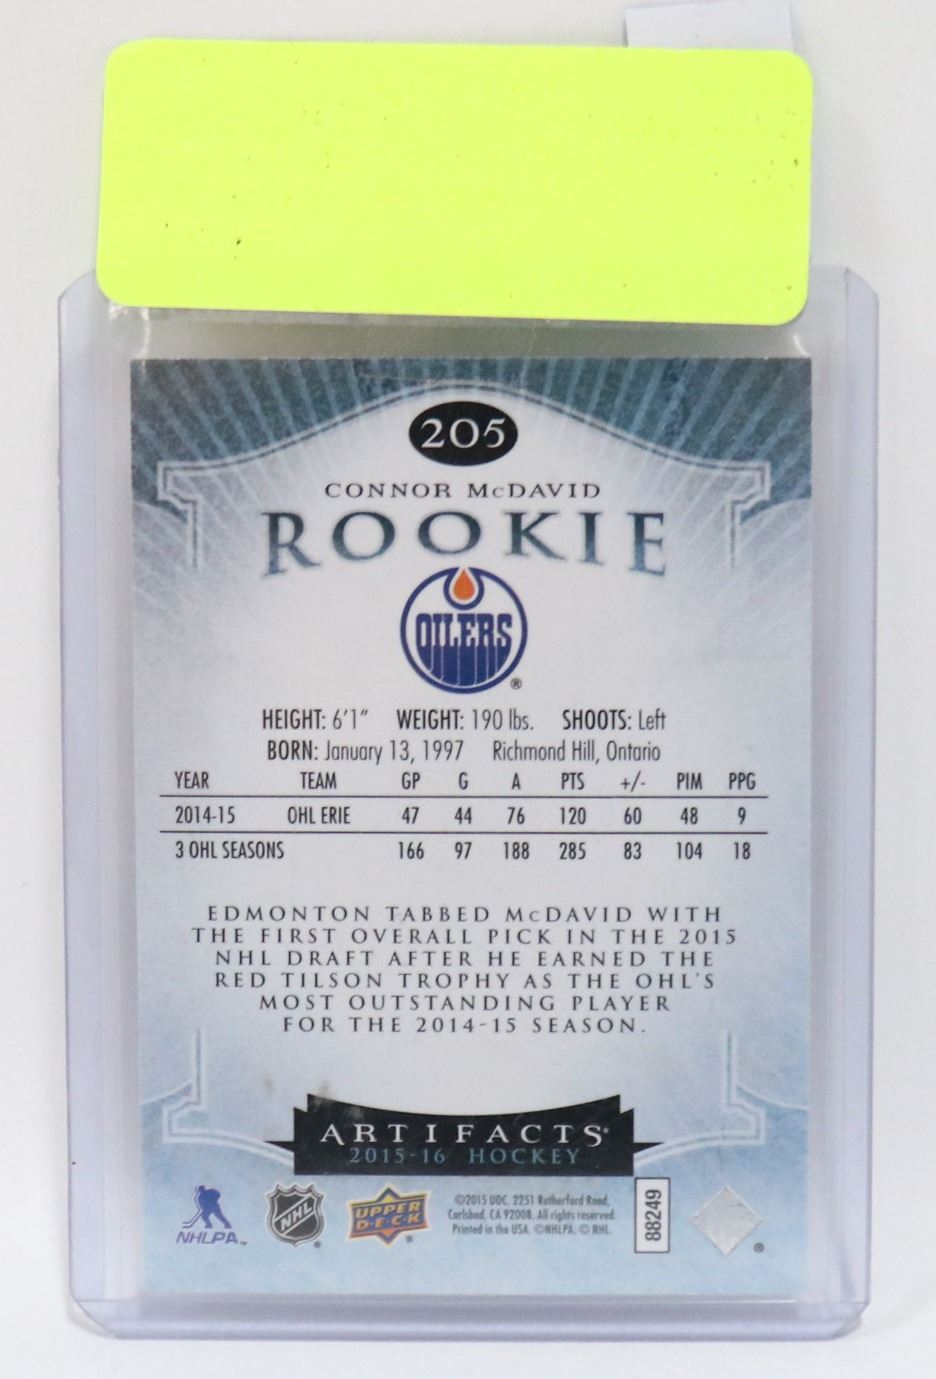 205
CONNOR McDAVID
ROOKIE
OILERS
®
HEIGHT: 6'1" WEIGHT: 190 lbs. SHOOTS: Left
BORN: January 13, 1997 Richmond Hill, Ontario
YEAR TEAM GP G A PTS +/- PIM PPG
2014-15 OHL ERIE 47 44 76 120 60 48 9
3 OHL SEASONS 166 97 188 285 83 104 18
EDMONTON TABBED McDAVID WITH
THE FIRST OVERALL PICK IN THE 2015
NHL DRAFT AFTER HE EARNED THE
RED TILSON TROPHY AS THE OHL'S
MOST OUTSTANDING PLAYER
FOR THE 2014-15 SEASON.
ARTIFACTS®
2015-16 HOCKEY
NHLPA™
NHL ®
UPPER
D·E·C·K ®
©2015 UDC. 2251 Rutherford Road,
Carlsbad, CA 92008. All rights reserved.
Printed in the USA. ©NHLPA. © NHL.
88249
®